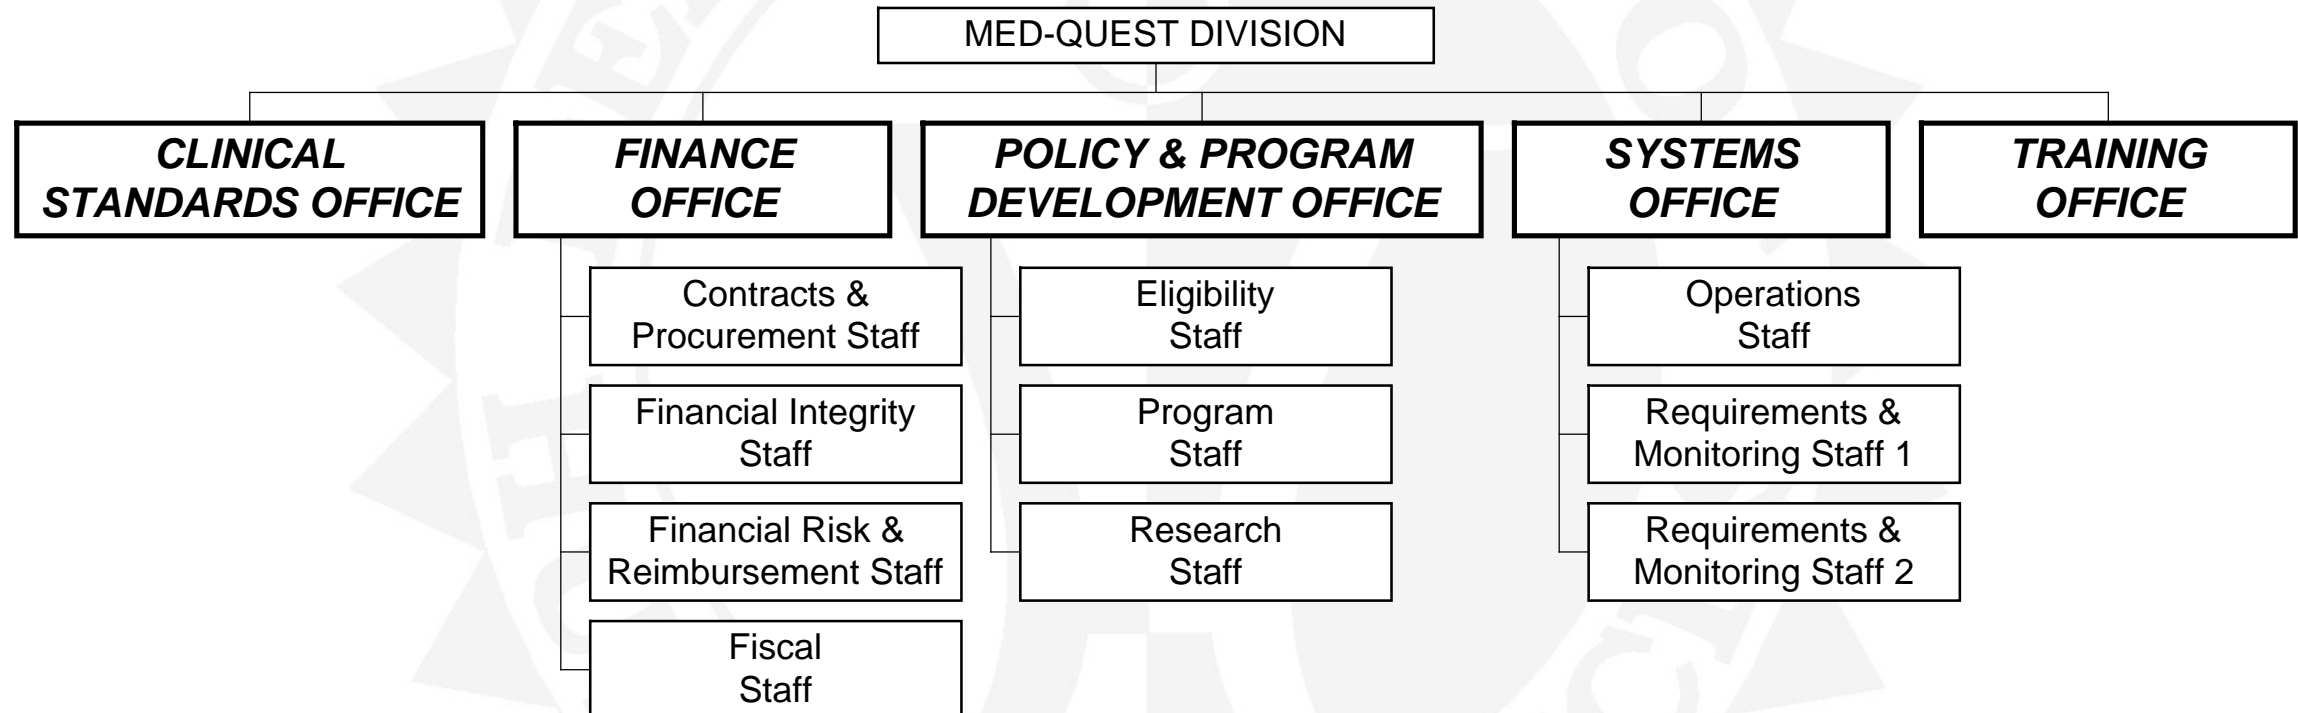 MED-QUEST DIVISION
CLINICAL
STANDARDS OFFICE
FINANCE
OFFICE
POLICY & PROGRAM
DEVELOPMENT OFFICE
SYSTEMS
OFFICE
TRAINING
OFFICE
Contracts &
Procurement Staff
Financial Integrity
Staff
Financial Risk &
Reimbursement Staff
Fiscal
Staff
Eligibility
Staff
Program
Staff
Research
Staff
Operations
Staff
Requirements &
Monitoring Staff 1
Requirements &
Monitoring Staff 2